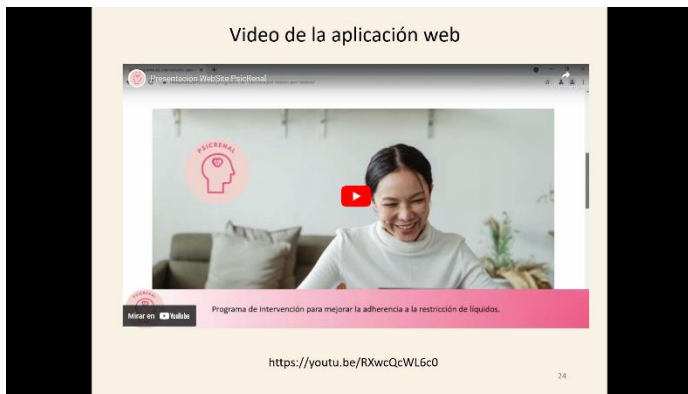 Video de la aplicación web
Presentación WebSite PsicRenal
PSICRENAL
Programa de intervención para mejorar la adherencia a la restricción de líquidos.
Mirar en YouTube
https://youtu.be/RXwcQcWL6c0
24